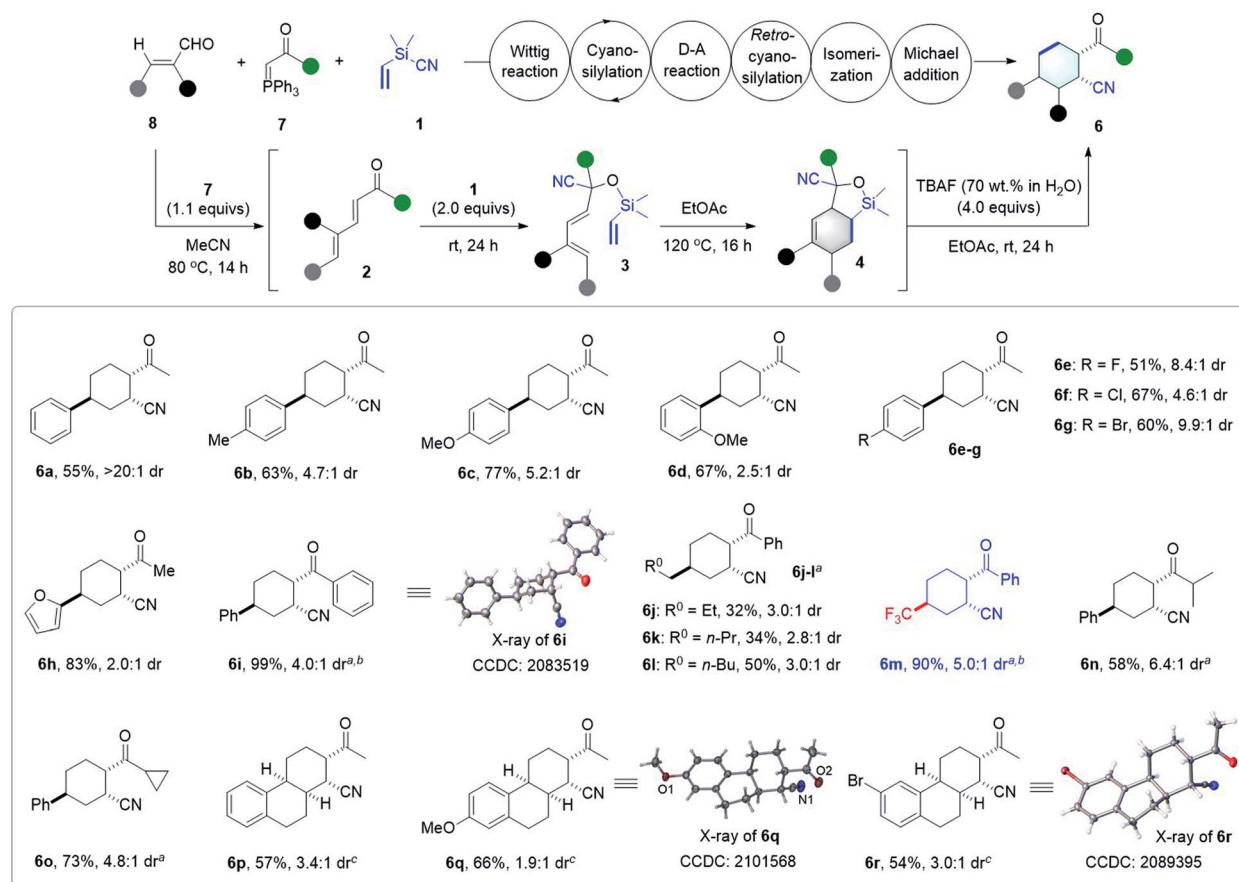 H CHO
+ O PPh3 + Si CN
8 7 1
Wittig reaction
Cyano-silylation
D-A reaction
Retro-cyano-silylation
Isomeri-zation
Michael addition
O CN
6
7
(1.1 equivs)
MeCN
80 °C, 14 h
O
2
1
(2.0 equivs)
rt, 24 h
NC O Si
3
EtOAc
120 °C, 16 h
NC O Si
4
TBAF (70 wt.% in H2O)
(4.0 equivs)
EtOAc, rt, 24 h
O CN
6a, 55%, >20:1 dr
O CN Me
6b, 63%, 4.7:1 dr
O CN MeO
6c, 77%, 5.2:1 dr
O CN OMe
6d, 67%, 2.5:1 dr
O CN R
6e-g
6e: R = F, 51%, 8.4:1 dr
6f: R = Cl, 67%, 4.6:1 dr
6g: R = Br, 60%, 9.9:1 dr
O Me CN O
6h, 83%, 2.0:1 dr
O CN Ph
6i, 99%, 4.0:1 dra,b
X-ray of 6i
CCDC: 2083519
O Ph CN R0
6j-la
6j: R0 = Et, 32%, 3.0:1 dr
6k: R0 = n-Pr, 34%, 2.8:1 dr
6l: R0 = n-Bu, 50%, 3.0:1 dr
O Ph CN F3C
6m, 90%, 5.0:1 dra,b
O CN Ph
6n, 58%, 6.4:1 dra
O CN Ph
6o, 73%, 4.8:1 dra
O H CN H
6p, 57%, 3.4:1 drc
O H CN H MeO
6q, 66%, 1.9:1 drc
O1 O2 N1
X-ray of 6q
CCDC: 2101568
O Br H CN H
6r, 54%, 3.0:1 drc
X-ray of 6r
CCDC: 2089395